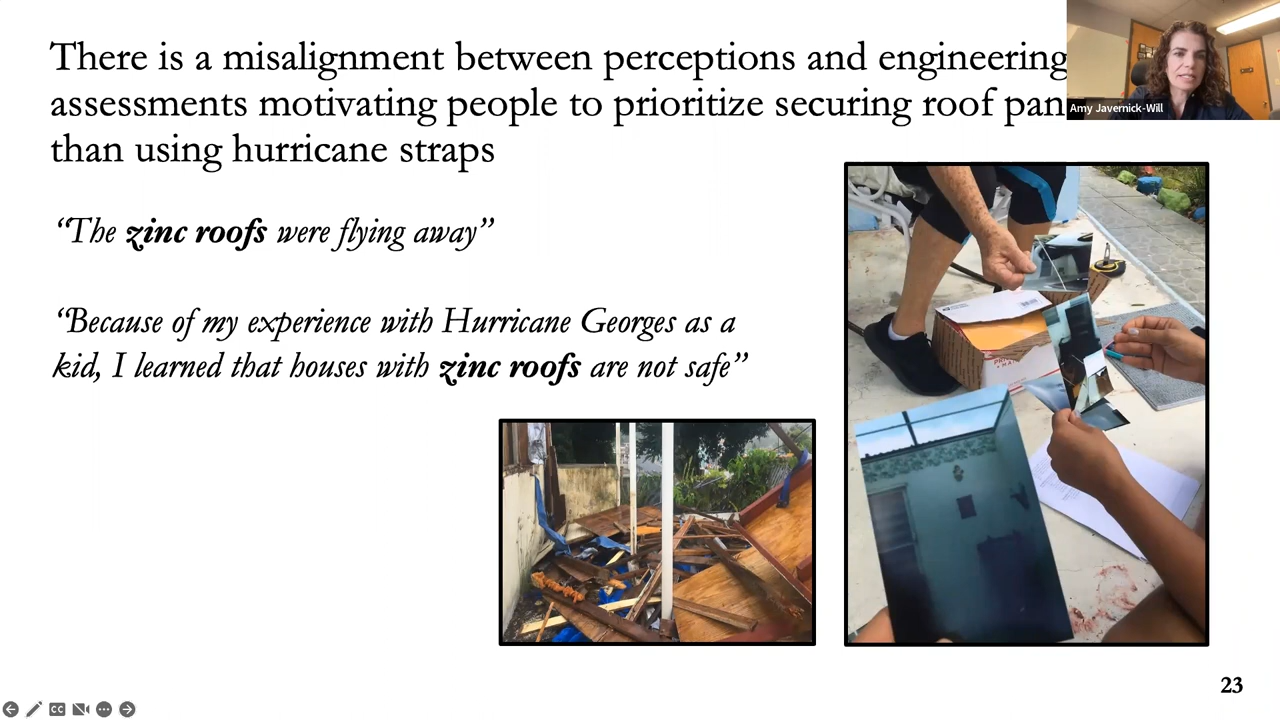 There is a misalignment between perceptions and engineering
assessments motivating people to prioritize securing roof pan
than using hurricane straps
Amy Javernick-Will
“The zinc roofs were flying away”
“Because of my experience with Hurricane Georges as a
kid, I learned that houses with zinc roofs are not safe”
23
CC